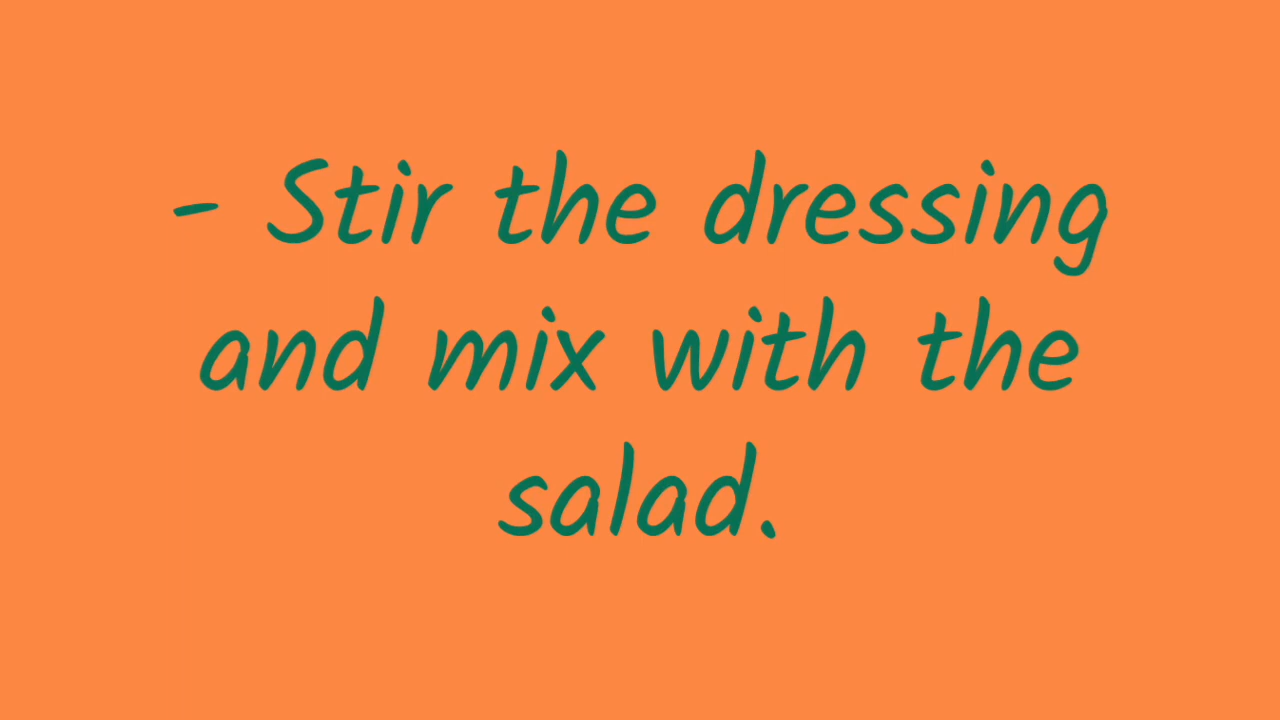 - Stir the dressing
and mix with the
salad.